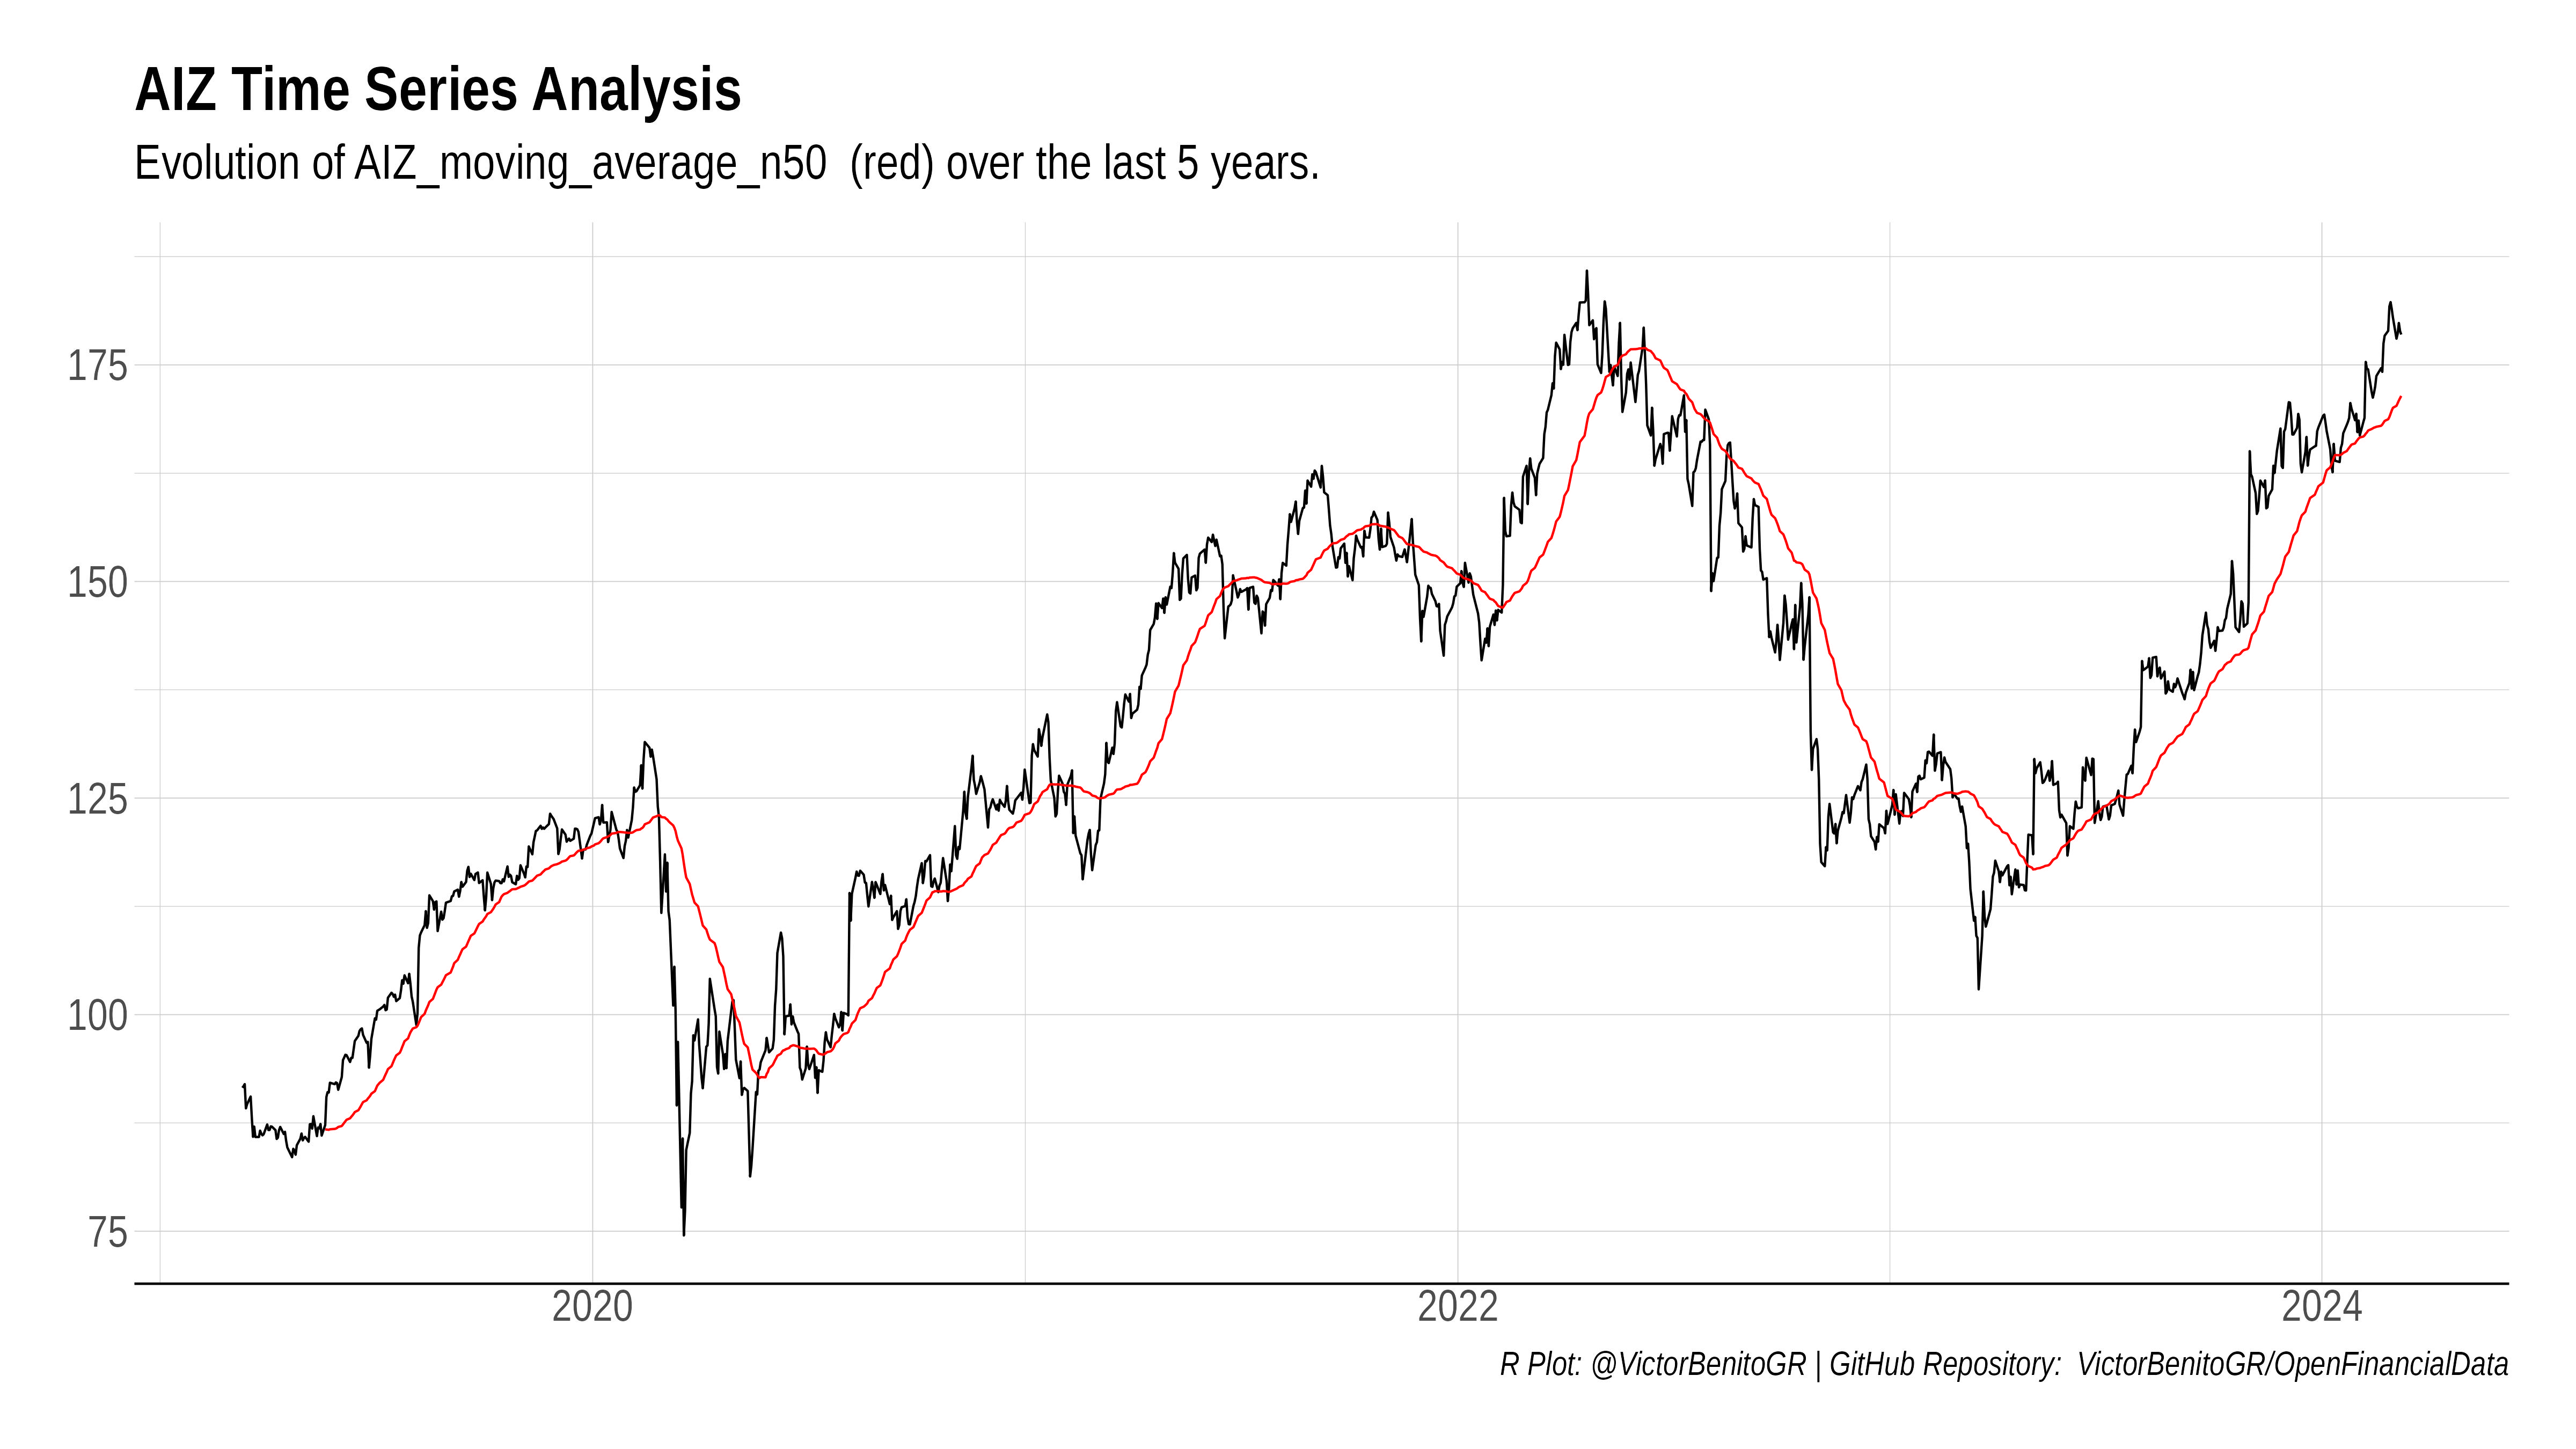 AIZ Time Series Analysis
Evolution of AIZ_moving_average_n50  (red) over the last 5 years.
175
150
125
100
75
2020 2022 2024
R Plot: @VictorBenitoGR | GitHub Repository:  VictorBenitoGR/OpenFinancialData